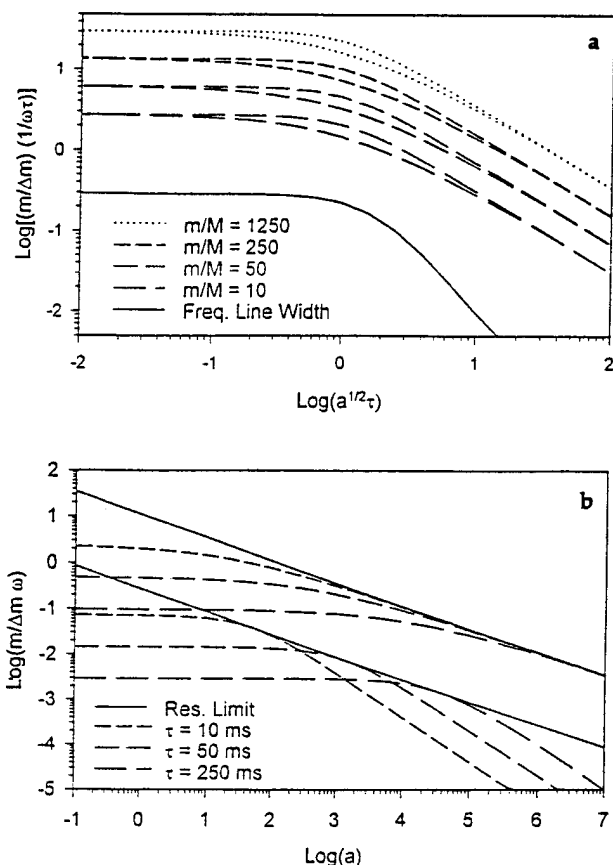 a
Log[(m/Δm) (1/ωτ)]
1
0
-1
-2
m/M = 1250
m/M = 250
m/M = 50
m/M = 10
Freq. Line Width
-2 -1 0 1 2
Log(a^1/2 τ)
b
Log(m/Δm ω)
2
1
0
-1
-2
-3
-4
-5
Res. Limit
τ = 10 ms
τ = 50 ms
τ = 250 ms
-1 0 1 2 3 4 5 6 7
Log(a)